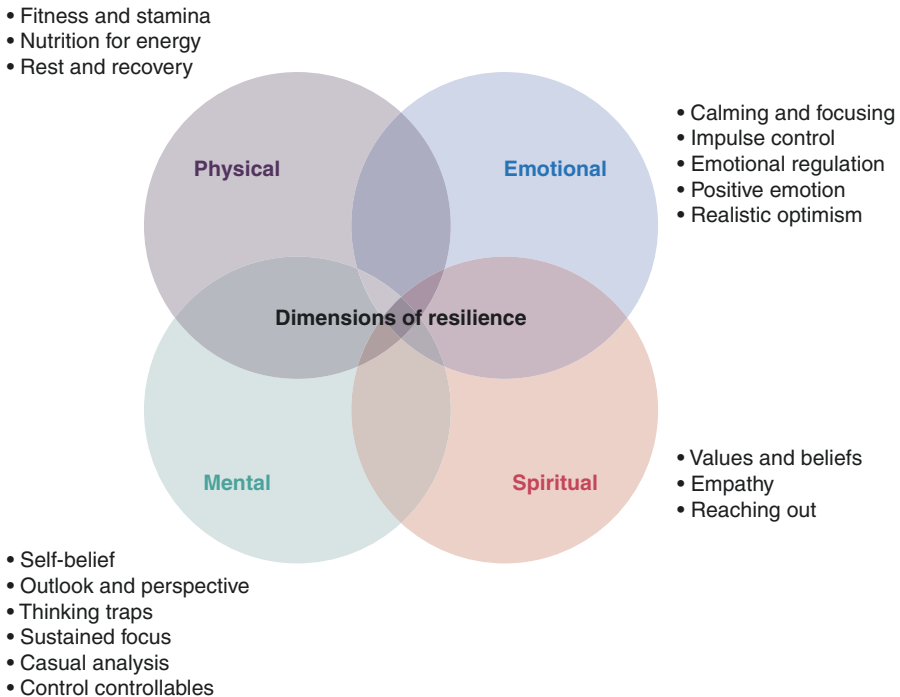 • Fitness and stamina
• Nutrition for energy
• Rest and recovery
Physical
Emotional
• Calming and focusing
• Impulse control
• Emotional regulation
• Positive emotion
• Realistic optimism
Dimensions of resilience
Mental
Spiritual
• Values and beliefs
• Empathy
• Reaching out
• Self-belief
• Outlook and perspective
• Thinking traps
• Sustained focus
• Casual analysis
• Control controllables